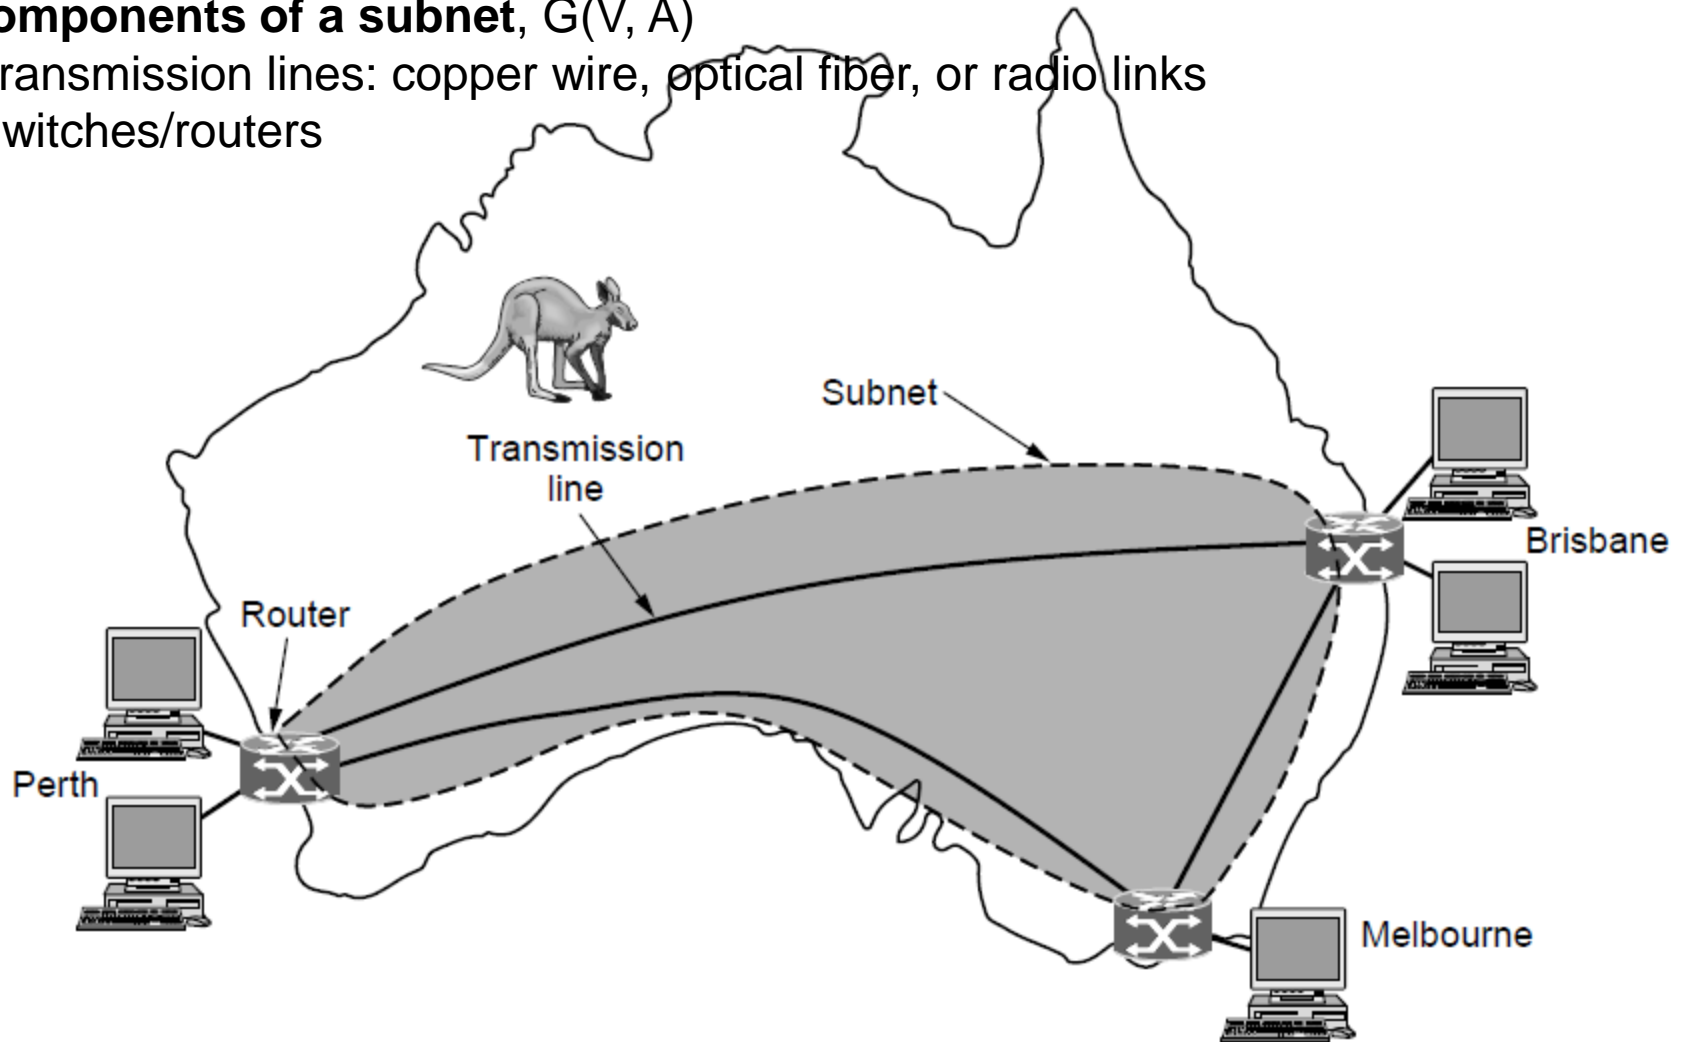 omponents of a subnet, G(V, A)
ransmission lines: copper wire, optical fiber, or radio links
witches/routers
Subnet
Transmission
line
Brisbane
Router
Perth
Melbourne